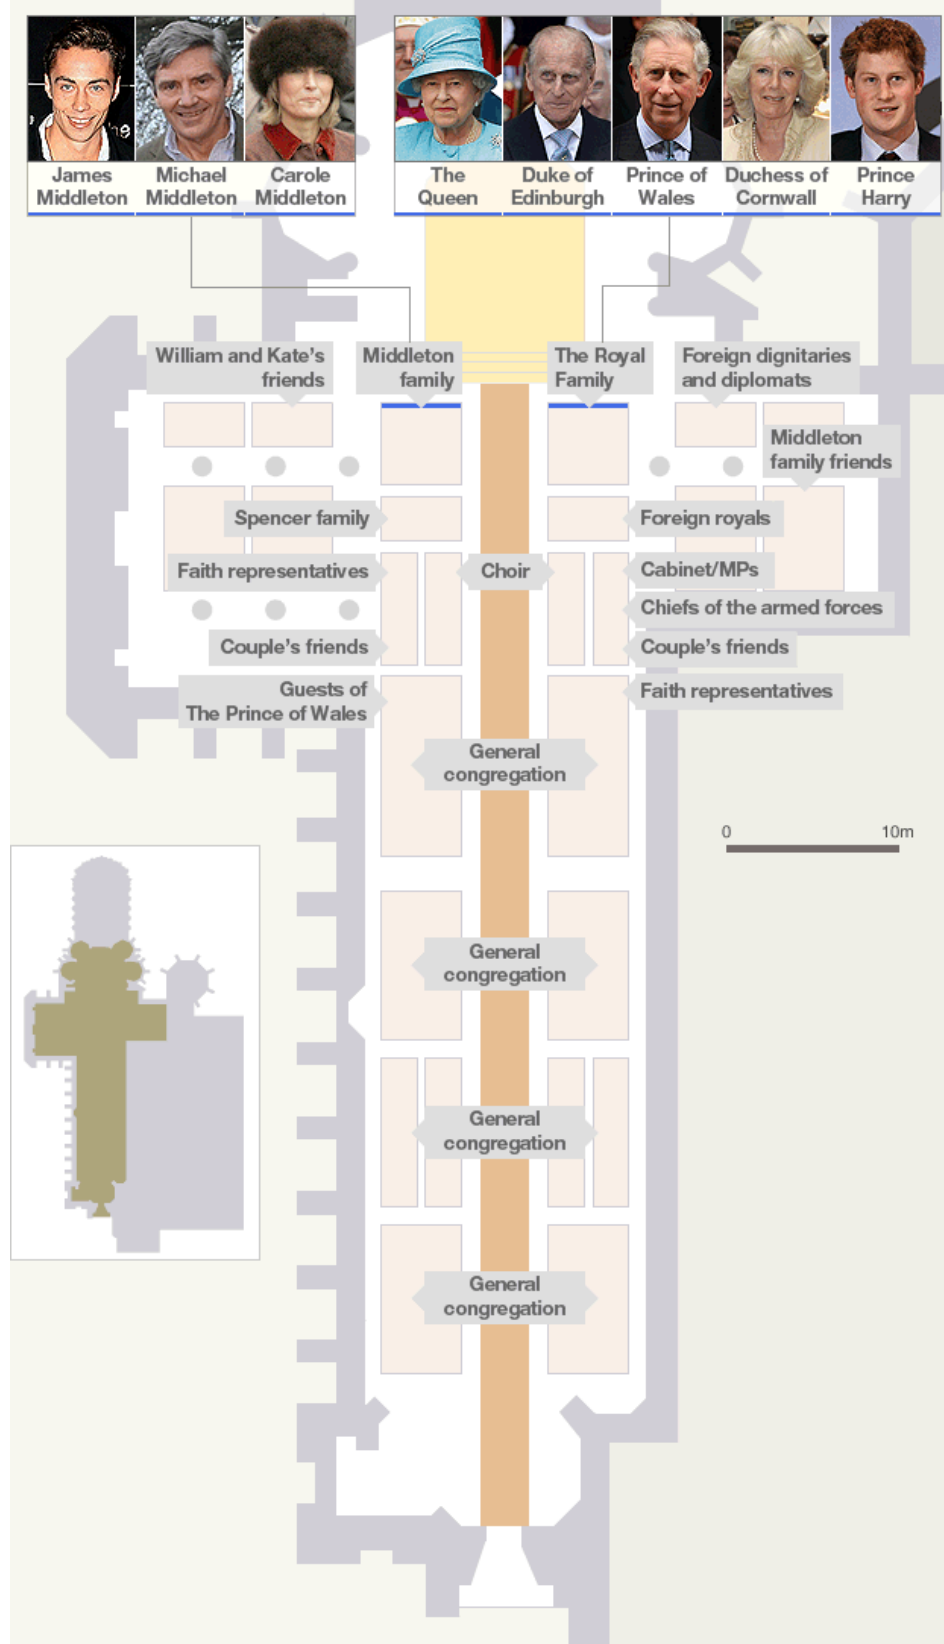 James
Middleton
Michael
Middleton
Carole
Middleton
The
Queen
Duke of
Edinburgh
Prince of
Wales
Duchess of
Cornwall
Prince
Harry
William and Kate's
friends
Middleton
family
The Royal
Family
Foreign dignitaries
and diplomats
Middleton
family friends
Spencer family
Foreign royals
Faith representatives
Choir
Cabinet/MPs
Chiefs of the armed forces
Couple's friends
Couple's friends
Guests of
The Prince of Wales
Faith representatives
General
congregation
0 10m
General
congregation
General
congregation
General
congregation